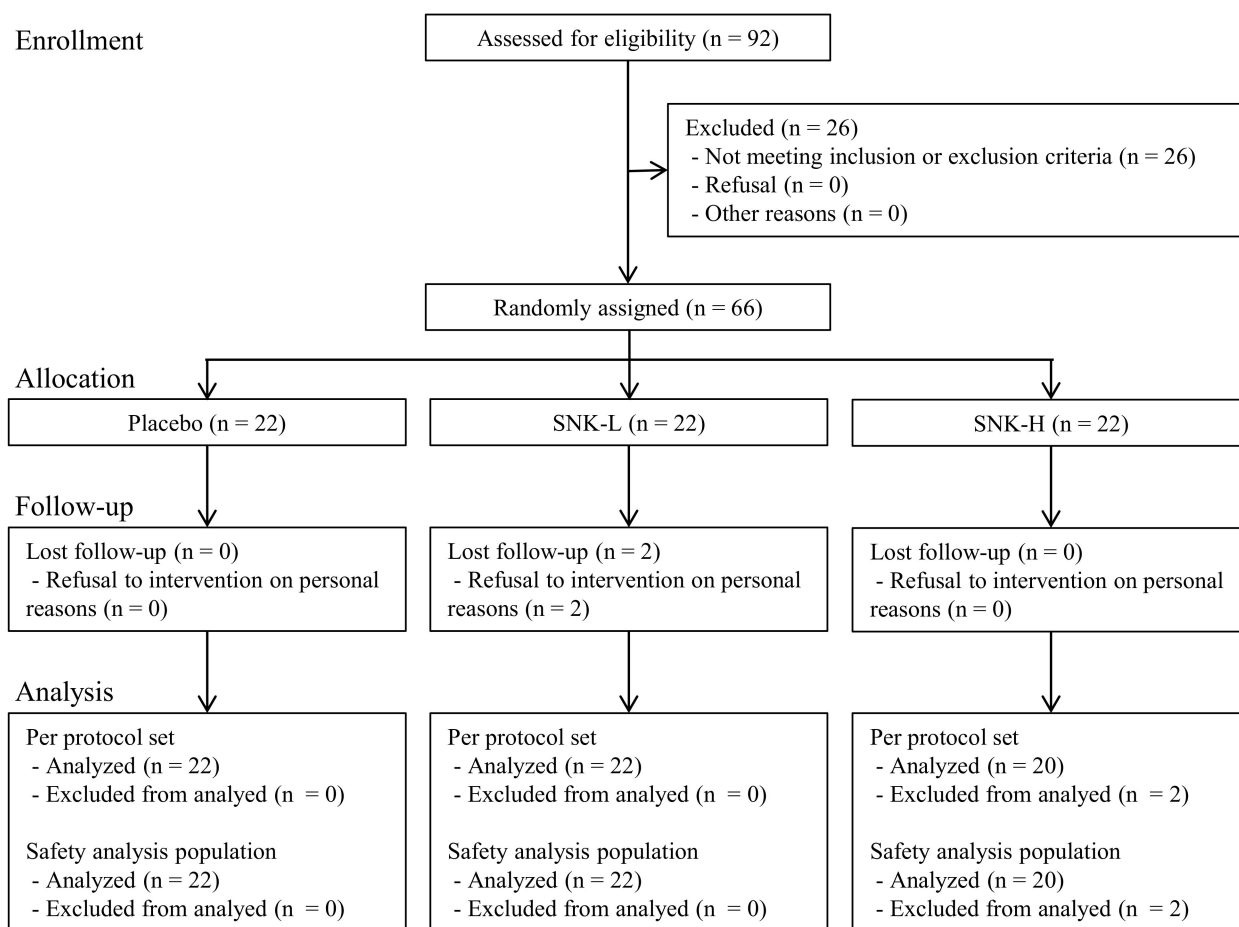 Enrollment
Assessed for eligibility (n = 92)
Excluded (n = 26)
- Not meeting inclusion or exclusion criteria (n = 26)
- Refusal (n = 0)
- Other reasons (n = 0)
Randomly assigned (n = 66)
Allocation
Placebo (n = 22)
SNK-L (n = 22)
SNK-H (n = 22)
Follow-up
Lost follow-up (n = 0)
- Refusal to intervention on personal
reasons (n = 0)
Lost follow-up (n = 2)
- Refusal to intervention on personal
reasons (n = 2)
Lost follow-up (n = 0)
- Refusal to intervention on personal
reasons (n = 0)
Analysis
Per protocol set
- Analyzed (n = 22)
- Excluded from analyed (n  = 0)
Safety analysis population
- Analyzed (n = 22)
- Excluded from analyed (n  = 0)
Per protocol set
- Analyzed (n = 22)
- Excluded from analyed (n  = 0)
Safety analysis population
- Analyzed (n = 22)
- Excluded from analyed (n  = 0)
Per protocol set
- Analyzed (n = 20)
- Excluded from analyed (n  = 2)
Safety analysis population
- Analyzed (n = 20)
- Excluded from analyed (n  = 2)